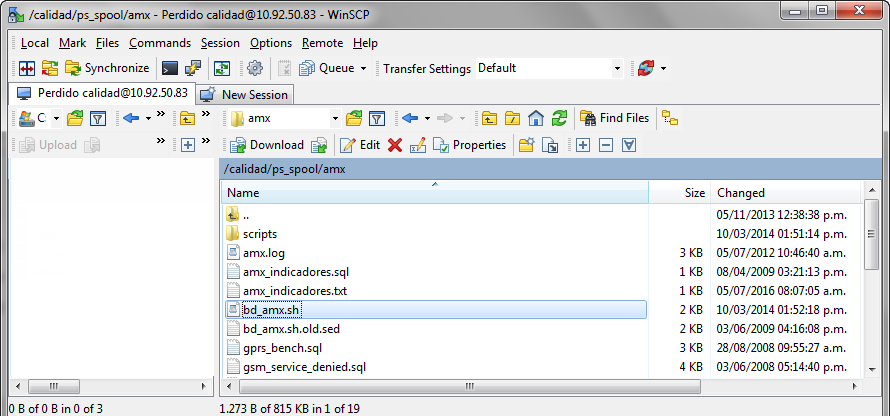 /calidad/ps_spool/amx - Perdido calidad@10.92.50.83 - WinSCP
Local Mark Files Commands Session Options Remote Help
Synchronize Queue Transfer Settings Default
Perdido calidad@10.92.50.83 New Session
C amx Find Files
Upload Download Edit Properties
/calidad/ps_spool/amx
Name Size Changed
.. 05/11/2013 12:38:38 p.m.
scripts 10/03/2014 01:51:14 p.m.
amx.log 3 KB 05/07/2012 10:46:40 a.m.
amx_indicadores.sql 1 KB 08/04/2009 03:21:13 p.m.
amx_indicadores.txt 1 KB 05/07/2016 08:07:05 a.m.
bd_amx.sh 2 KB 10/03/2014 01:52:18 p.m.
bd_amx.sh.old.sed 2 KB 03/06/2009 04:16:08 p.m.
gprs_bench.sql 3 KB 28/08/2008 09:55:27 a.m.
gsm_service_denied.sql 4 KB 03/06/2008 05:14:40 p.m.
0 B of 0 B in 0 of 3 1.273 B of 815 KB in 1 of 19